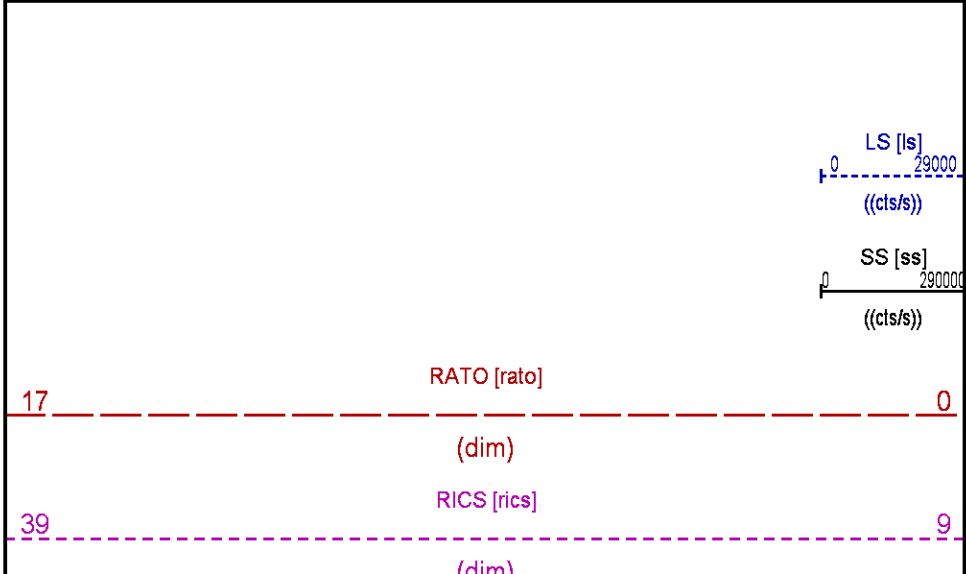 LS [ls]
0 29000
((cts/s))
SS [ss]
0 290000
((cts/s))
RATO [rato]
17 0
(dim)
RICS [rics]
39 9
(dim)